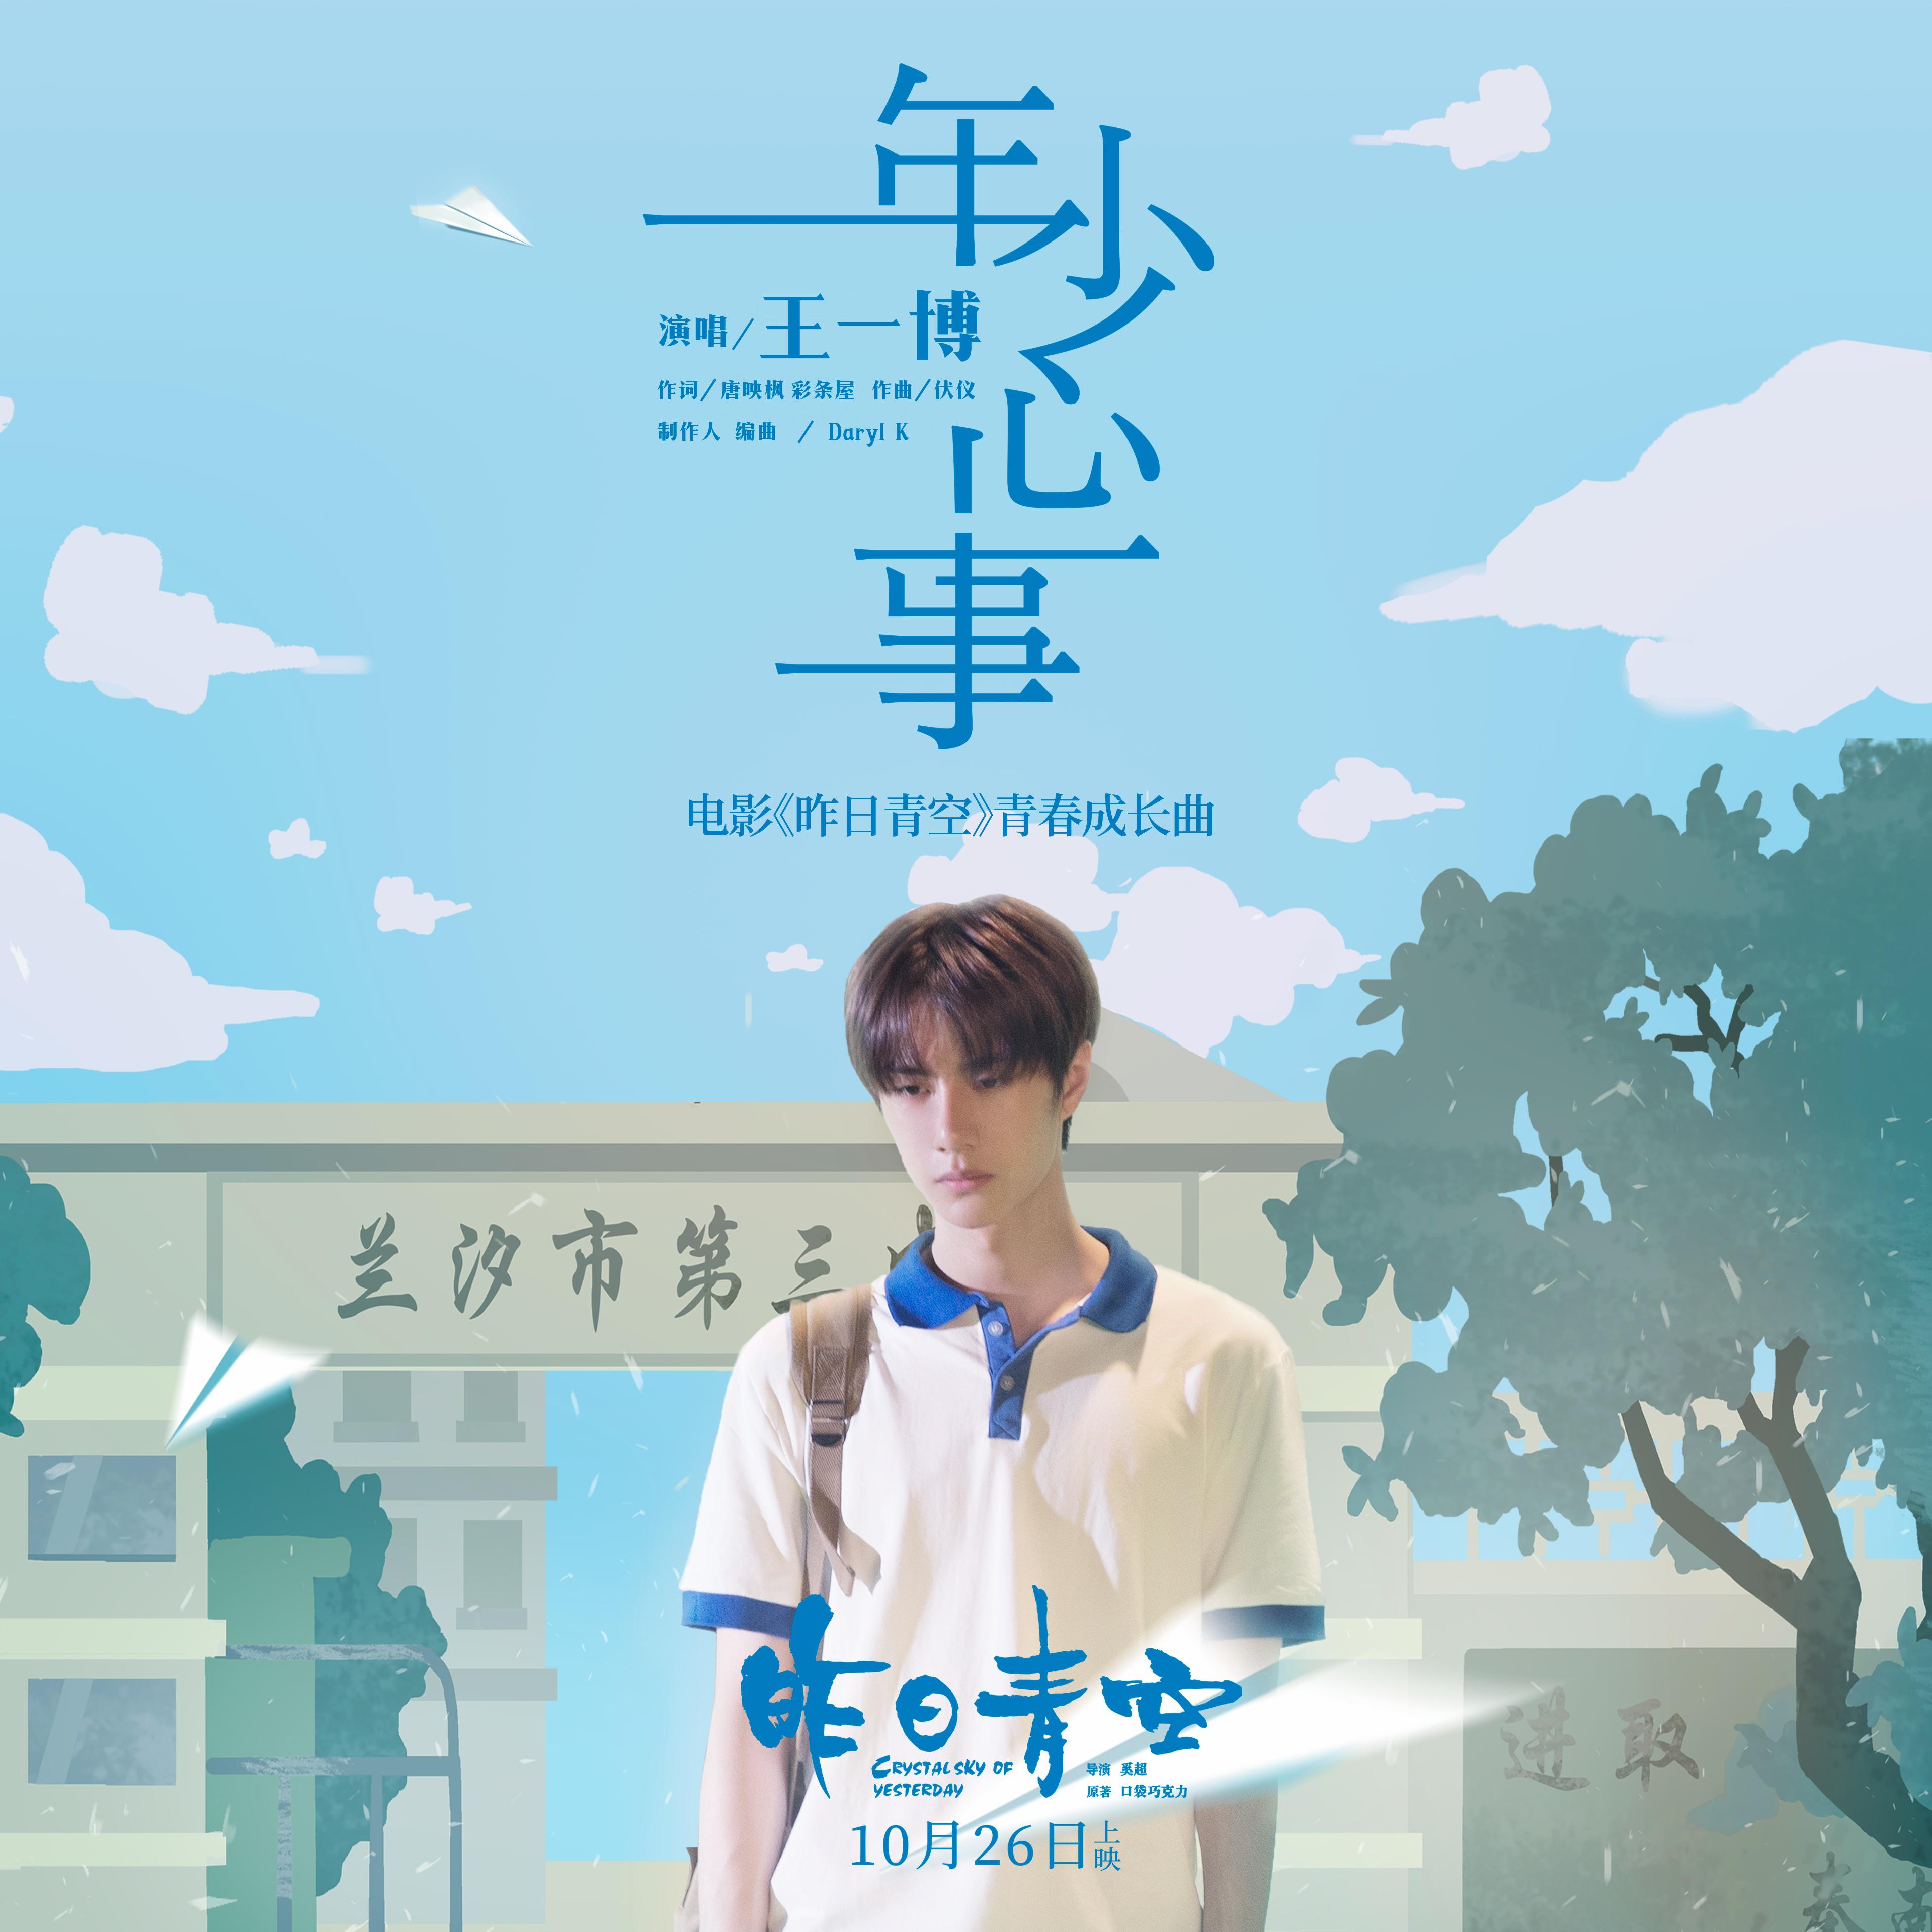 年少心事
演唱/王一博
作词/唐映枫 彩条屋 作曲/伏仪
制作人 编曲 / Daryl K
电影《昨日青空》青春成长曲
兰汐市第三
进取
昨日青空
CRYSTAL SKY OF
YESTERDAY
导演 奚超
原著 口袋巧克力
10月26日上映